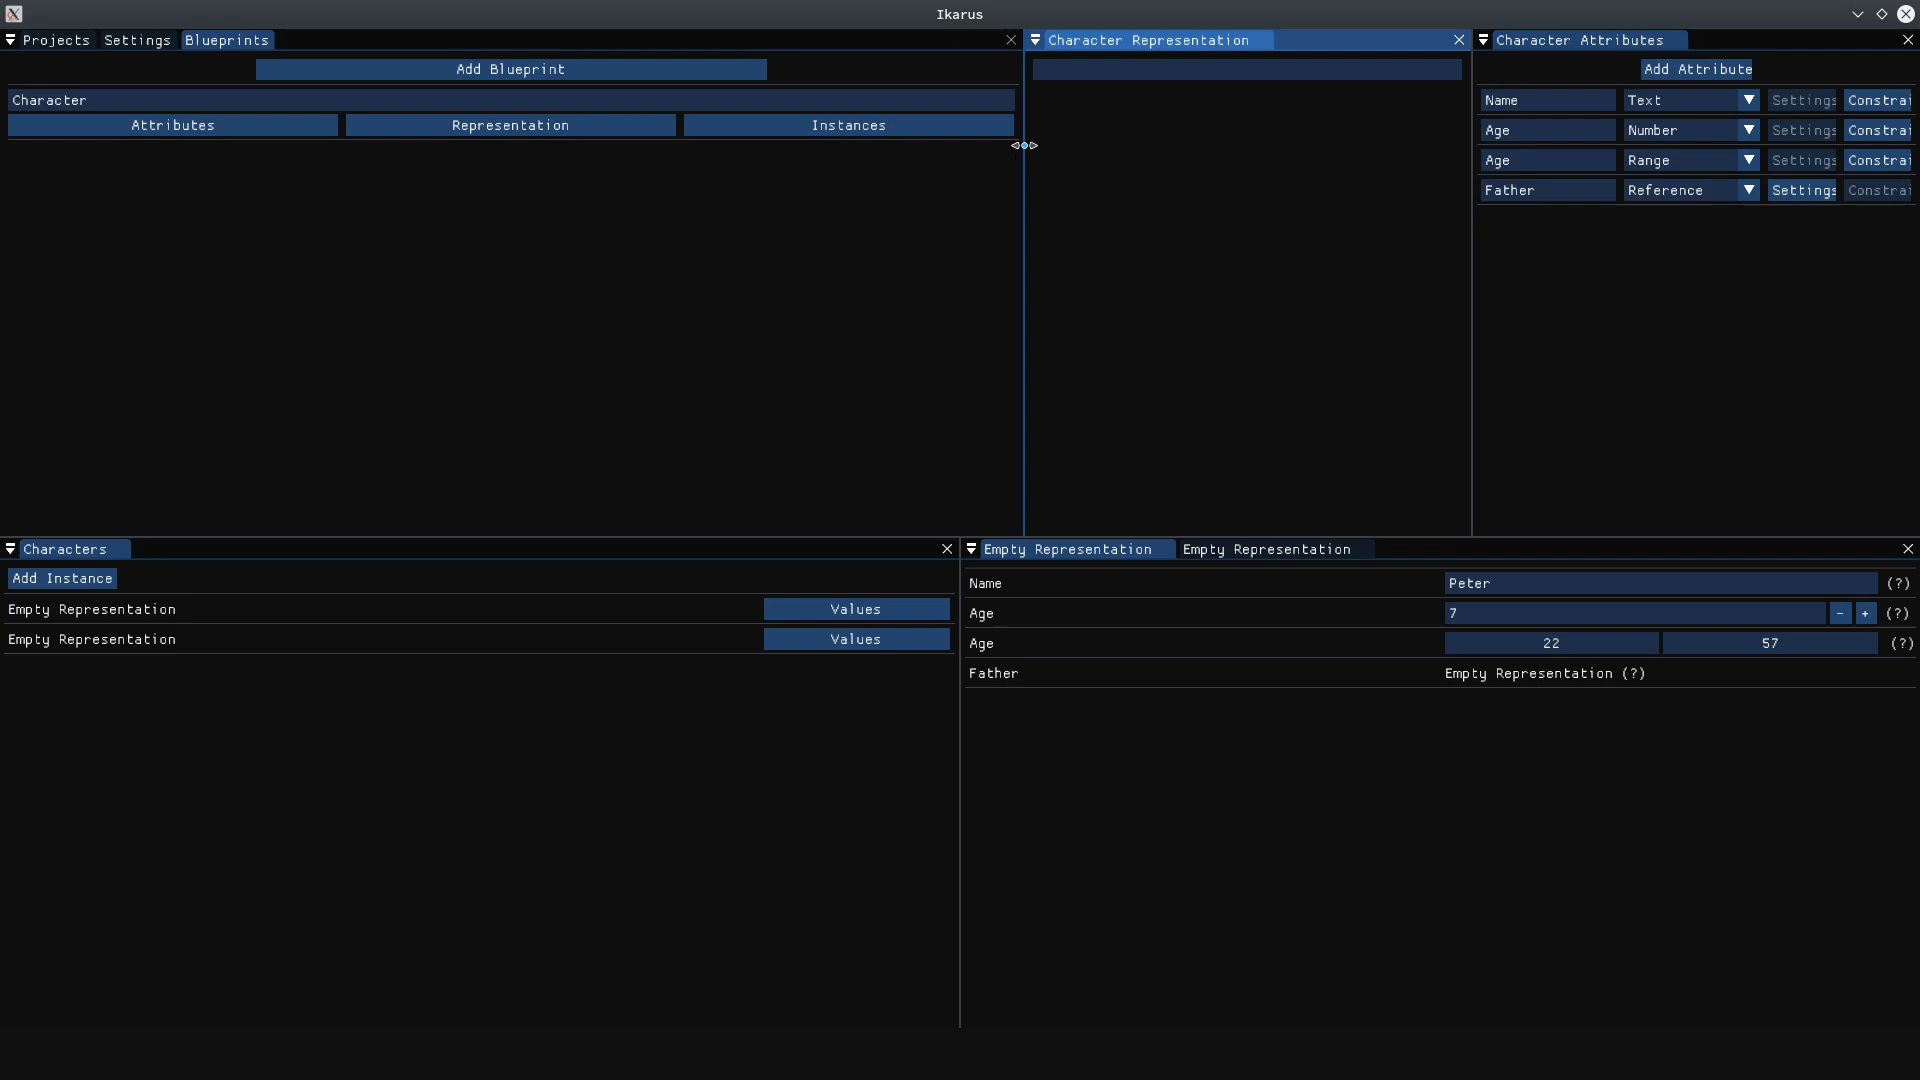 Ikarus
Projects Settings Blueprints
Add Blueprint
Character
Attributes Representation Instances
Character Representation
Character Attributes
Add Attribute
Name Text Settings Constrai
Age Number Settings Constrai
Age Range Settings Constrai
Father Reference Settings Constrai
Characters
Add Instance
Empty Representation Values
Empty Representation Values
Empty Representation Empty Representation
Name Peter (?)
Age 7 - + (?)
Age 22 57 (?)
Father Empty Representation (?)